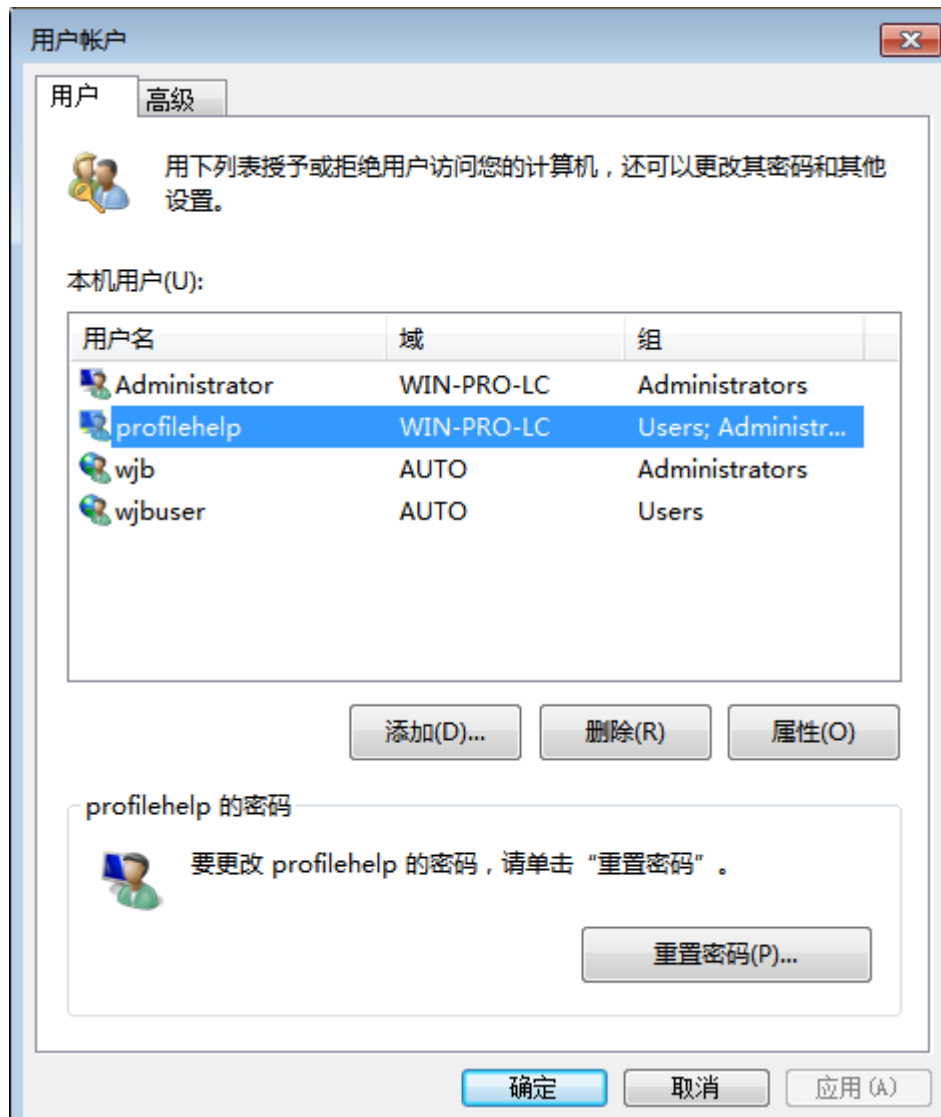 用户帐户
用户
高级
用下列表授予或拒绝用户访问您的计算机，还可以更改其密码和其他
设置。
本机用户(U):
用户名 域 组
Administrator WIN-PRO-LC Administrators
profilehelp WIN-PRO-LC Users; Administr...
wjb AUTO Administrators
wjbuser AUTO Users
添加(D)... 删除(R) 属性(O)
profilehelp 的密码
要更改 profilehelp 的密码，请单击“重置密码”。
重置密码(P)...
确定 取消 应用(A)